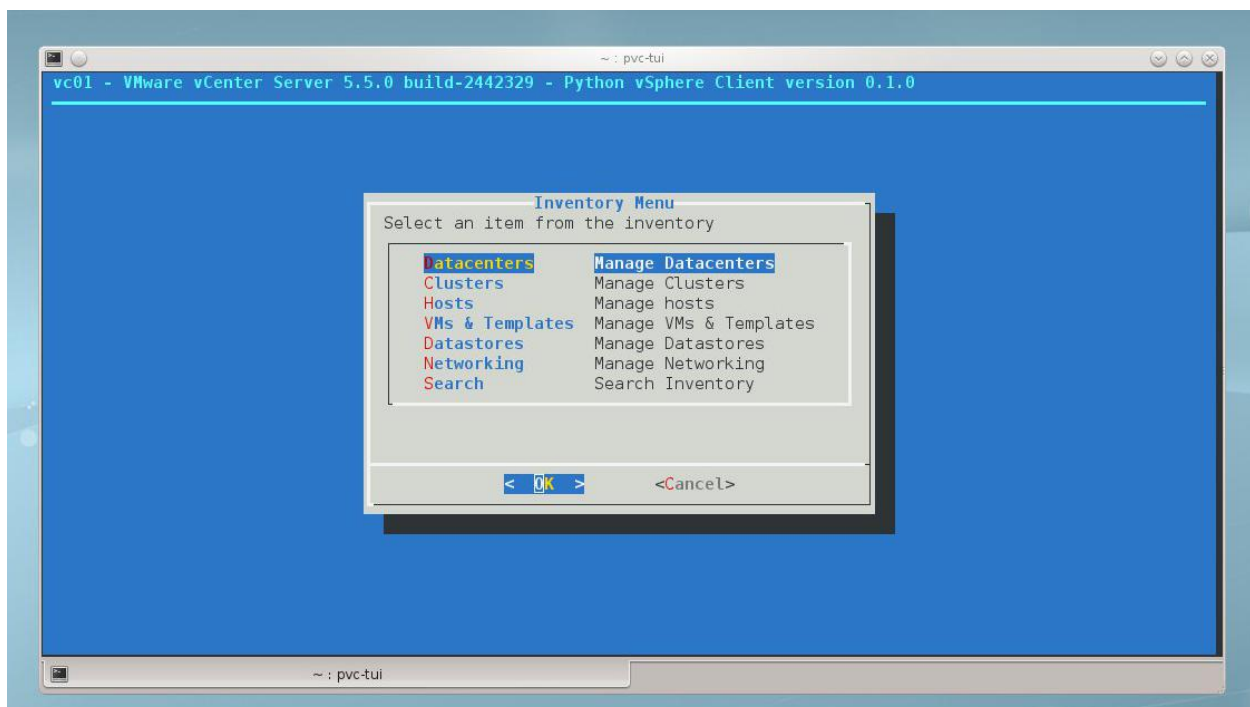 ~ : pvc-tui
vc01 - VMware vCenter Server 5.5.0 build-2442329 - Python vSphere Client version 0.1.0
Inventory Menu
Select an item from the inventory
Datacenters Manage Datacenters
Clusters Manage Clusters
Hosts Manage hosts
VMs & Templates Manage VMs & Templates
Datastores Manage Datastores
Networking Manage Networking
Search Search Inventory
< OK > <Cancel>
~ : pvc-tui